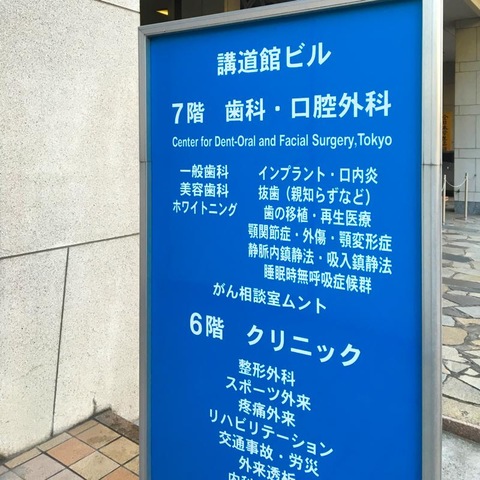 講道館ビル
7階 歯科・口腔外科
Center for Dent-Oral and Facial Surgery,Tokyo
一般歯科 インプラント・口内炎
美容歯科 抜歯（親知らずなど）
ホワイトニング 歯の移植・再生医療
顎関節症・外傷・顎変形症
静脈内鎮静法・吸入鎮静法
睡眠時無呼吸症候群
がん相談室ムント
6階 クリニック
整形外科
スポーツ外来
疼痛外来
リハビリテーション
交通事故・労災
外来透析